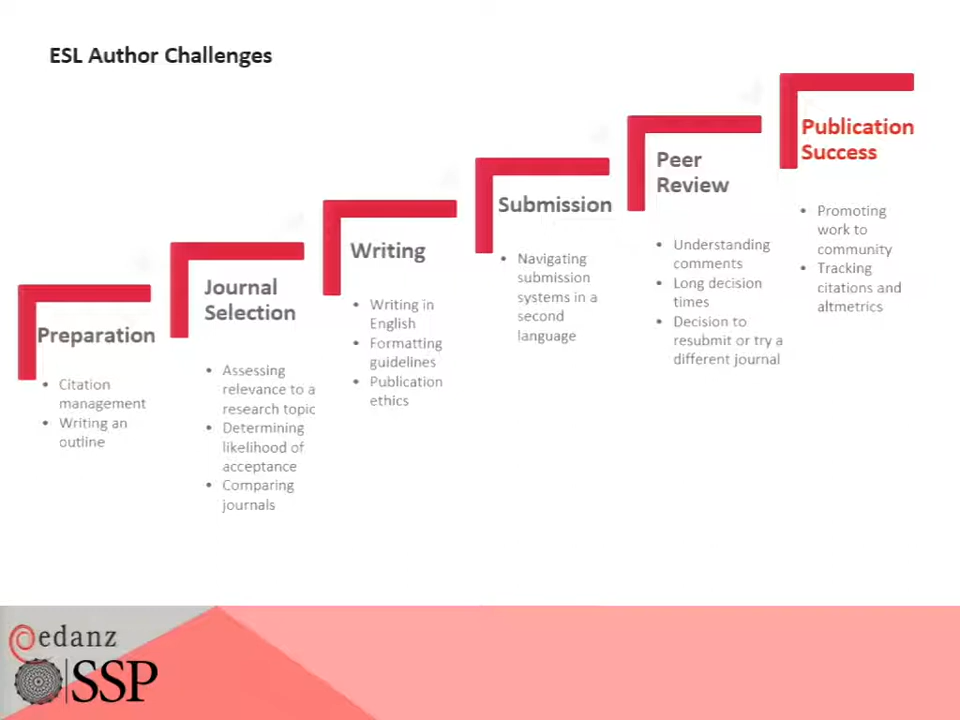 ESL Author Challenges
Preparation
• Citation
management
• Writing an
outline
Journal
Selection
• Assessing
relevance to a
research topic
• Determining
likelihood of
acceptance
• Comparing
journals
Writing
• Writing in
English
• Formatting
guidelines
• Publication
ethics
Submission
• Navigating
submission
systems in a
second
language
Peer
Review
• Understanding
comments
• Long decision
times
• Decision to
resubmit or try a
different journal
Publication
Success
• Promoting
work to
community
• Tracking
citations and
altmetrics
edanz
SSP